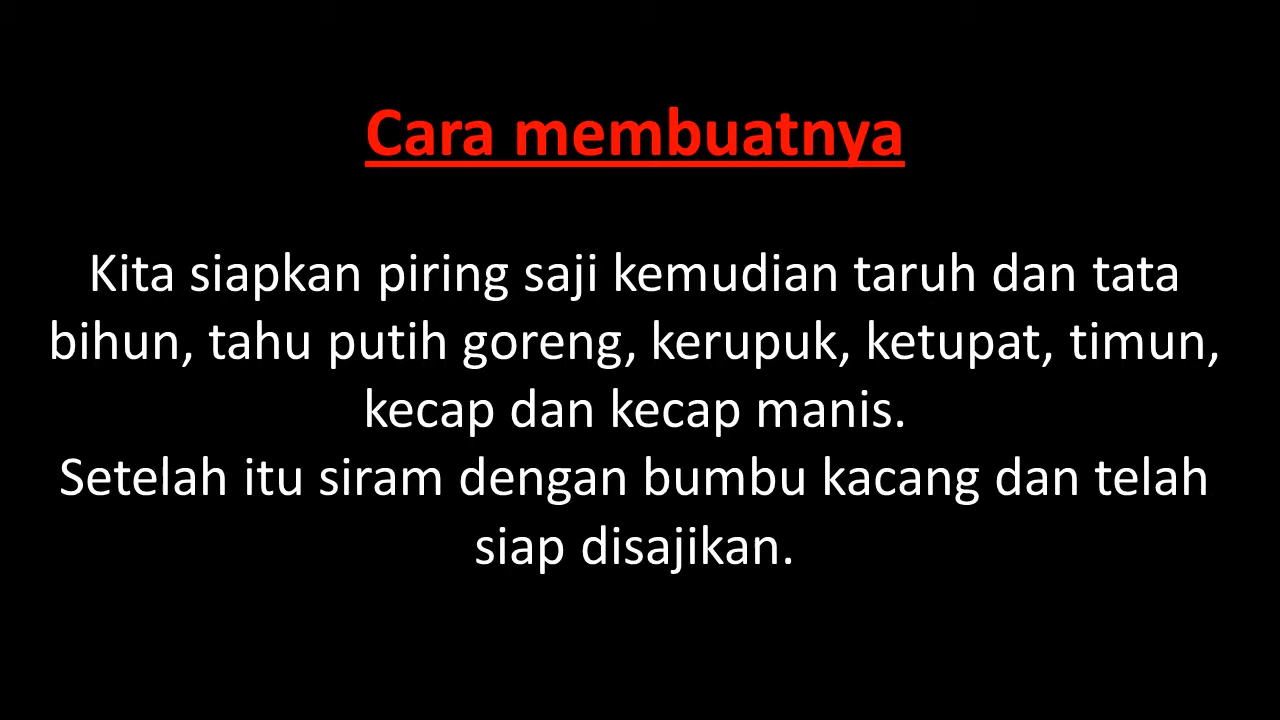 Cara membuatnya
Kita siapkan piring saji kemudian taruh dan tata
bihun, tahu putih goreng, kerupuk, ketupat, timun,
kecap dan kecap manis.
Setelah itu siram dengan bumbu kacang dan telah
siap disajikan.